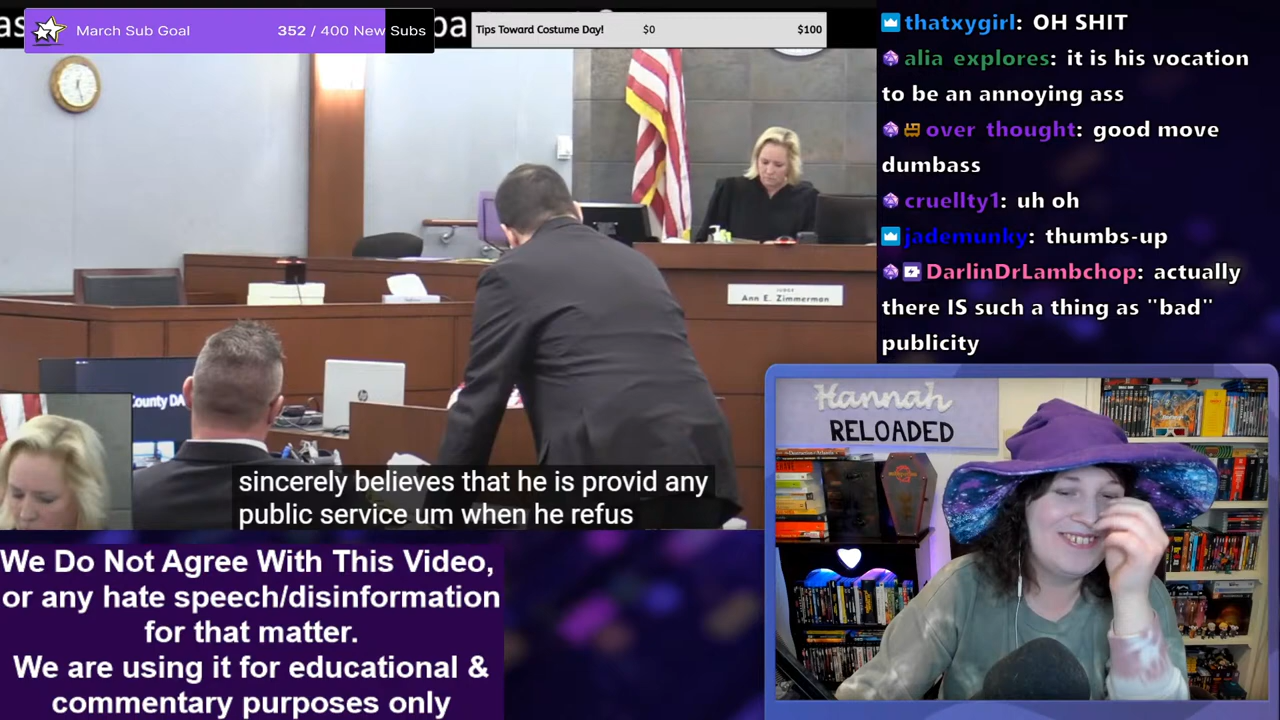 March Sub Goal 352 / 400 New Subs
Tips Toward Costume Day! $0 $100
thatxygirl: OH SHIT
alia explores: it is his vocation
to be an annoying ass
over thought: good move
dumbass
cruellty1: uh oh
jademunky: thumbs-up
DarlinDrLambchop: actually
there IS such a thing as "bad"
publicity
JUDGE
Ann E. Zimmerman
County DA
hp
sincerely believes that he is provid any
public service um when he refus
Hannah
RELOADED
We Do Not Agree With This Video,
or any hate speech/disinformation
for that matter.
We are using it for educational &
commentary purposes only